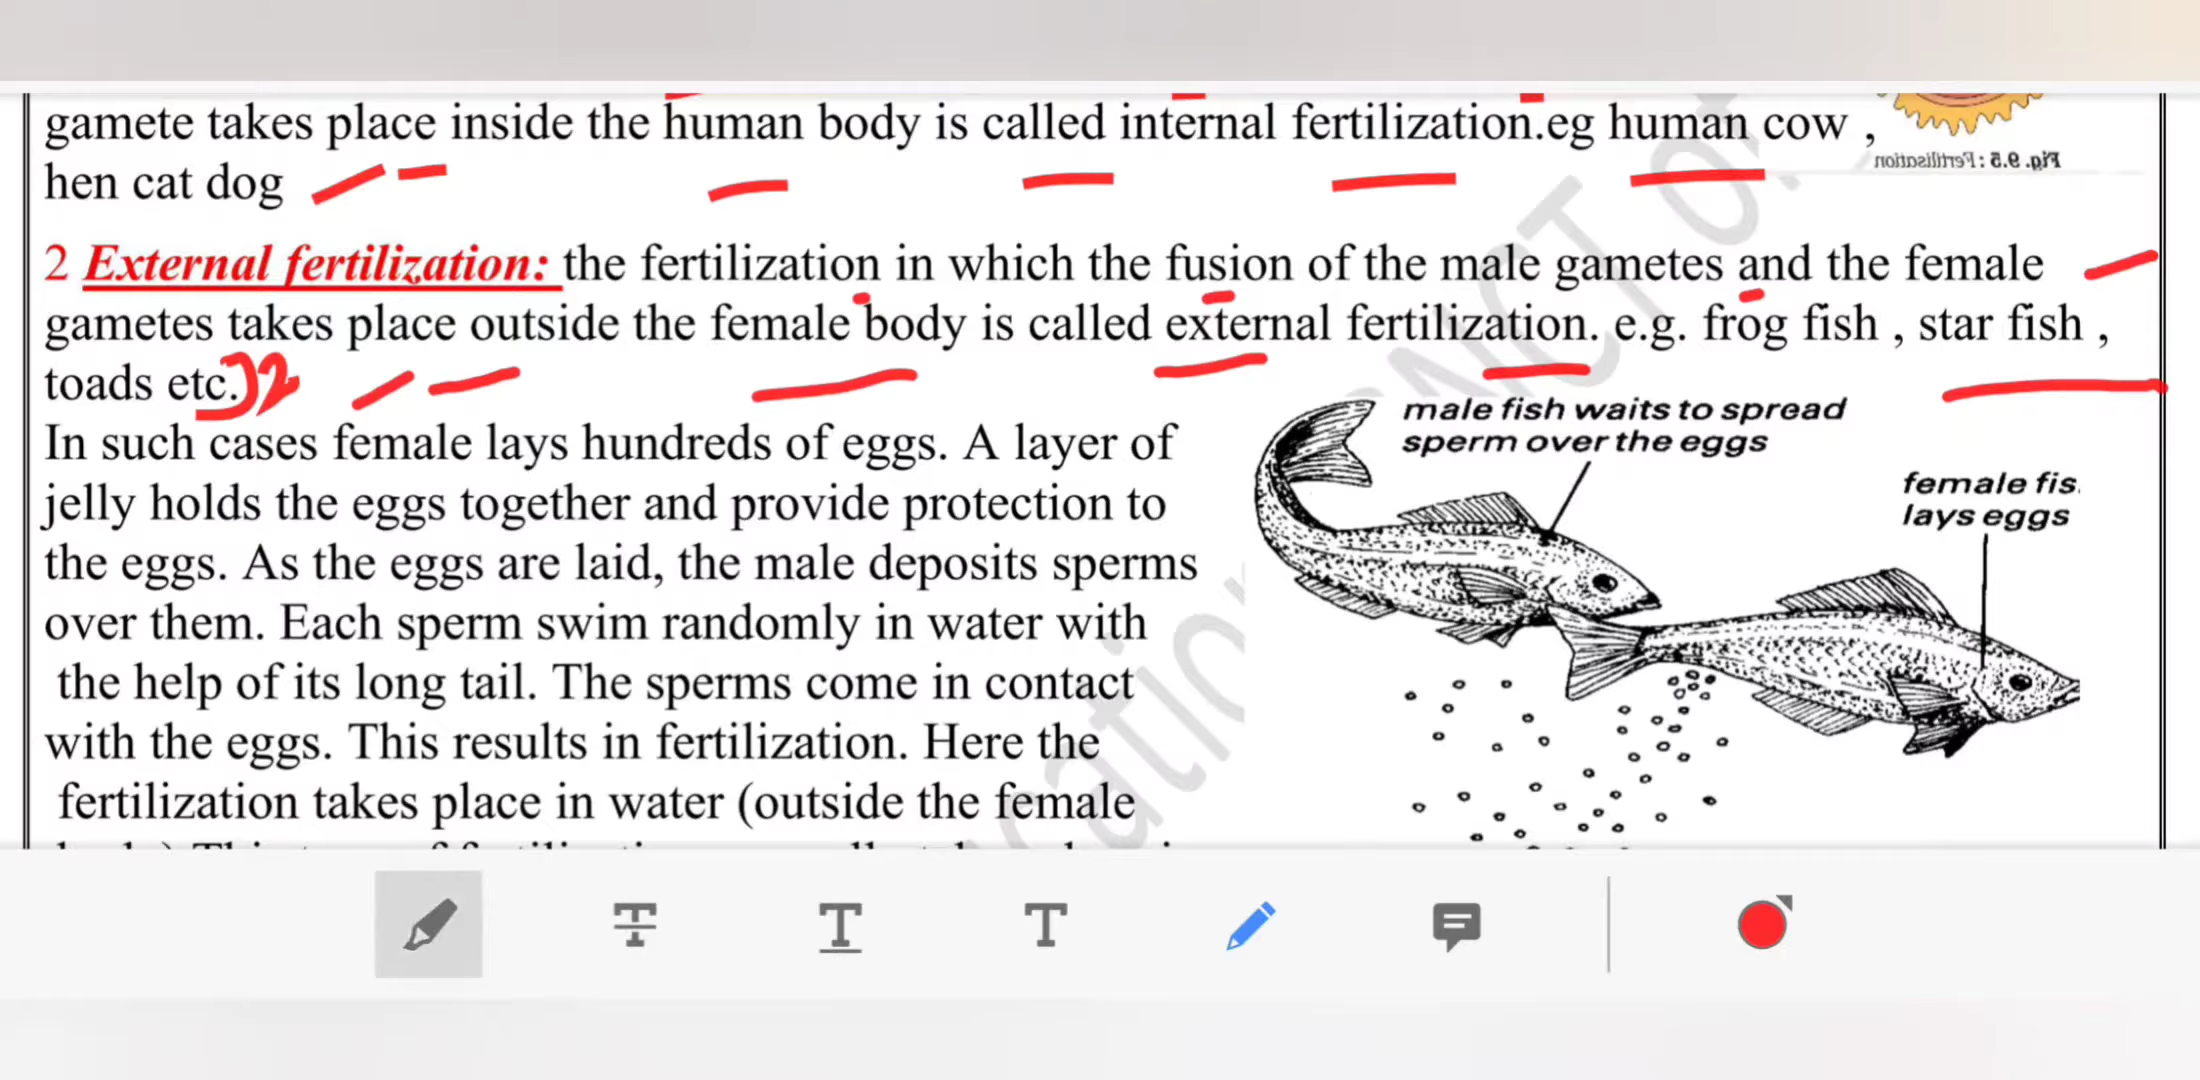 gamete takes place inside the human body is called internal fertilization.eg human cow ,
Fig. 9.5 : Fertilisation
hen cat dog
2 External fertilization: the fertilization in which the fusion of the male gametes and the female
gametes takes place outside the female body is called external fertilization. e.g. frog fish , star fish ,
toads etc.
male fish waits to spread
sperm over the eggs
female fis
lays eggs
In such cases female lays hundreds of eggs. A layer of
jelly holds the eggs together and provide protection to
the eggs. As the eggs are laid, the male deposits sperms
over them. Each sperm swim randomly in water with
the help of its long tail. The sperms come in contact
with the eggs. This results in fertilization. Here the
fertilization takes place in water (outside the female